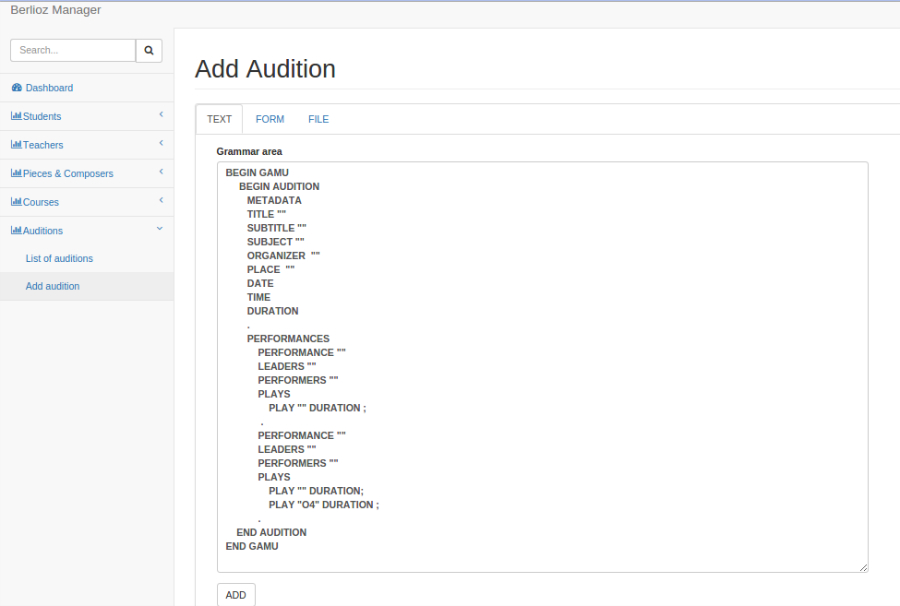 Berlioz Manager
Search...
Dashboard
Students
Teachers
Pieces & Composers
Courses
Auditions
List of auditions
Add audition
Add Audition
TEXT FORM FILE
Grammar area
BEGIN GAMU
BEGIN AUDITION
METADATA
TITLE ""
SUBTITLE ""
SUBJECT ""
ORGANIZER ""
PLACE ""
DATE
TIME
DURATION
.
PERFORMANCES
PERFORMANCE ""
LEADERS ""
PERFORMERS ""
PLAYS
PLAY "" DURATION ;
.
PERFORMANCE ""
LEADERS ""
PERFORMERS ""
PLAYS
PLAY "" DURATION;
PLAY "O4" DURATION ;
.
END AUDITION
END GAMU
ADD